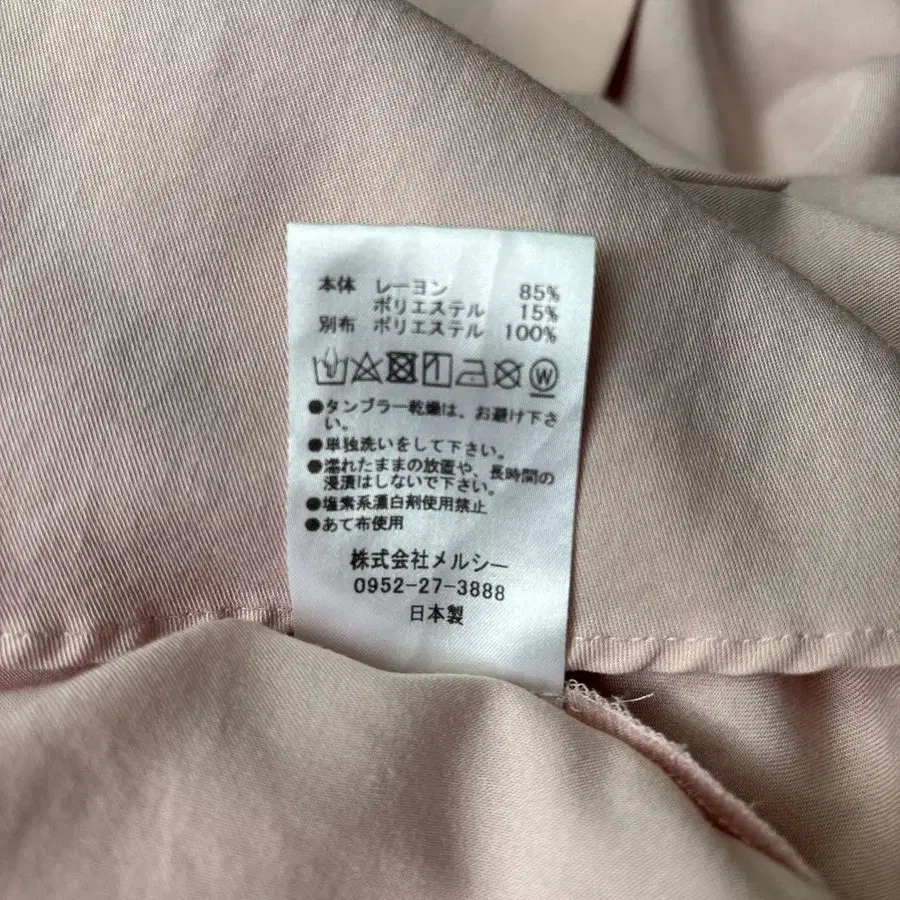 本体 レーヨン 85%
ポリエステル 15%
別布 ポリエステル 100%
W
●タンブラー乾燥は、お避け下さ
い。
●単独洗いをして下さい。
●濡れたままの放置や、長時間の
浸漬はしないで下さい。
●塩素系漂白剤使用禁止
●あて布使用
株式会社メルシー
0952-27-3888
日本製